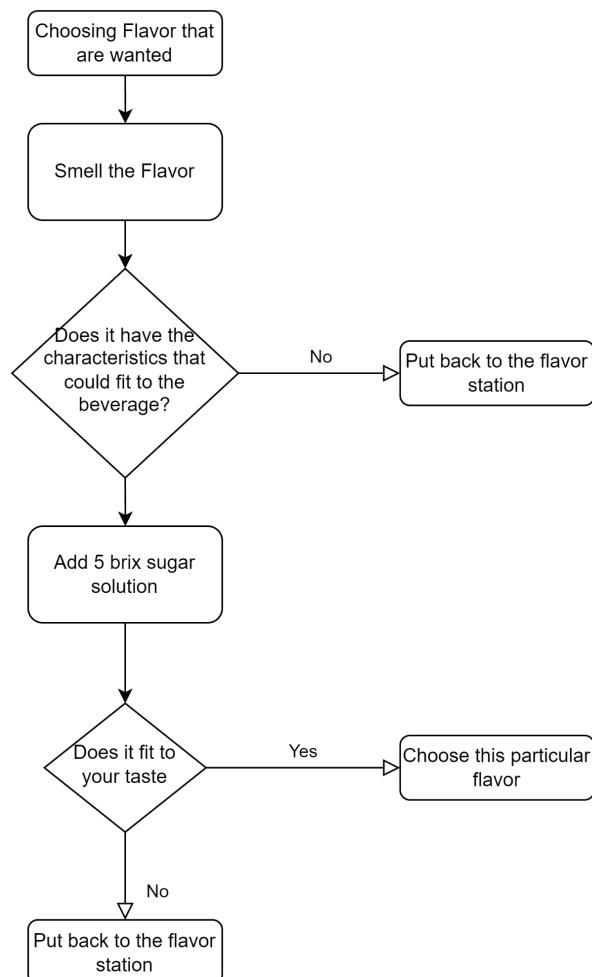 Choosing Flavor that
are wanted
Smell the Flavor
Does it have the
characteristics that
could fit to the
beverage?
No
Put back to the flavor
station
Add 5 brix sugar
solution
Does it fit to
your taste
Yes
Choose this particular
flavor
No
Put back to the flavor
station